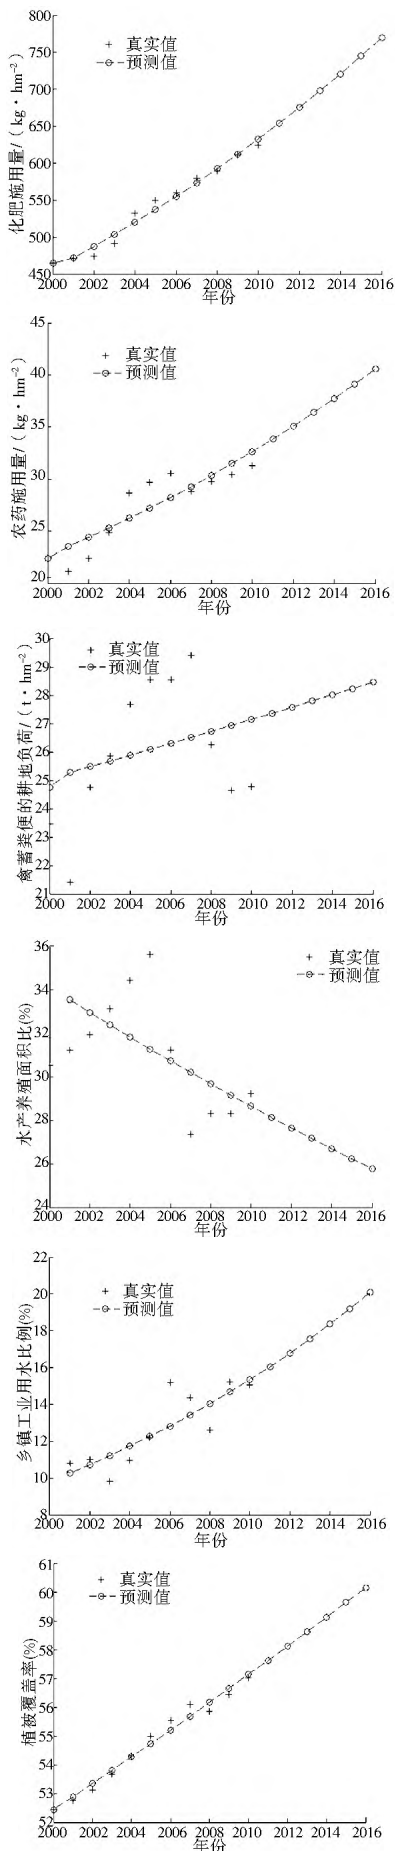 800
真实值
750
预测值
700
650
600
550
500
450
化肥施用量/(kg·hm⁻²)
2000 2002 2004 2006 2008 2010 2012 2014 2016
年份
45
真实值
40
预测值
35
30
25
20
农药施用量/(kg·hm⁻²)
2000 2002 2004 2006 2008 2010 2012 2014 2016
年份
30
真实值
29
预测值
28
27
26
25
24
23
22
21
禽蓄粪便的耕地负荷/(t·hm⁻²)
2000 2002 2004 2006 2008 2010 2012 2014 2016
年份
36
真实值
预测值
34
32
30
28
26
24
水产养殖面积比(%)
2000 2002 2004 2006 2008 2010 2012 2014 2016
年份
22
真实值
20
预测值
18
16
14
12
10
8
乡镇工业用水比例(%)
2000 2002 2004 2006 2008 2010 2012 2014 2016
年份
61
真实值
60
预测值
59
58
57
56
55
54
53
52
植被覆盖率(%)
2000 2002 2004 2006 2008 2010 2012 2014 2016
年份